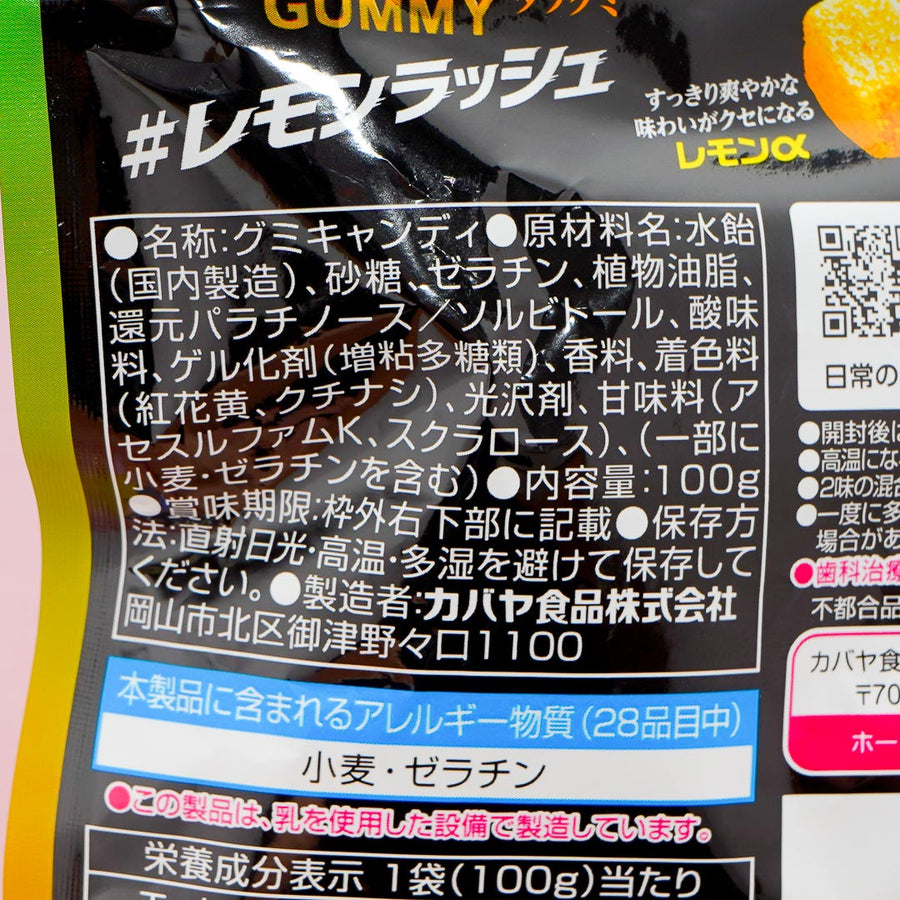 GUMMY タフグミ
#レモンラッシュ
すっきり爽やかな
味わいがクセになる
レモンα
●名称:グミキャンディ●原材料名:水飴
(国内製造)、砂糖、ゼラチン、植物油脂、
還元パラチノース/ソルビトール、酸味
料、ゲル化剤(増粘多糖類)、香料、着色料
(紅花黄、クチナシ)、光沢剤、甘味料(ア
セスルファムK、スクラロース)、(一部に
小麦・ゼラチンを含む)●内容量:100g
●賞味期限:枠外右下部に記載●保存方
法:直射日光・高温・多湿を避けて保存して
ください。●製造者:カバヤ食品株式会社
岡山市北区御津野々口1100
本製品に含まれるアレルギー物質(28品目中)
小麦・ゼラチン
●この製品は、乳を使用した設備で製造しています。
栄養成分表示 1袋(100g)当たり
日常の
●開封後に
●高温にな
●2味の混合
●一度に多
場合があ
●歯科治療
不都合品
カバヤ食
〒70
ホー